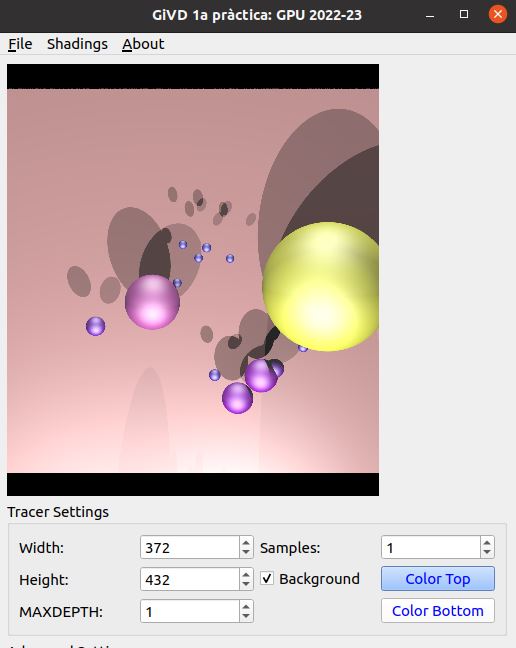 GiVD 1a pràctica: GPU 2022-23
File Shadings About
Tracer Settings
Width: 372 Samples: 1
Height: 432 Background Color Top
MAXDEPTH: 1 Color Bottom